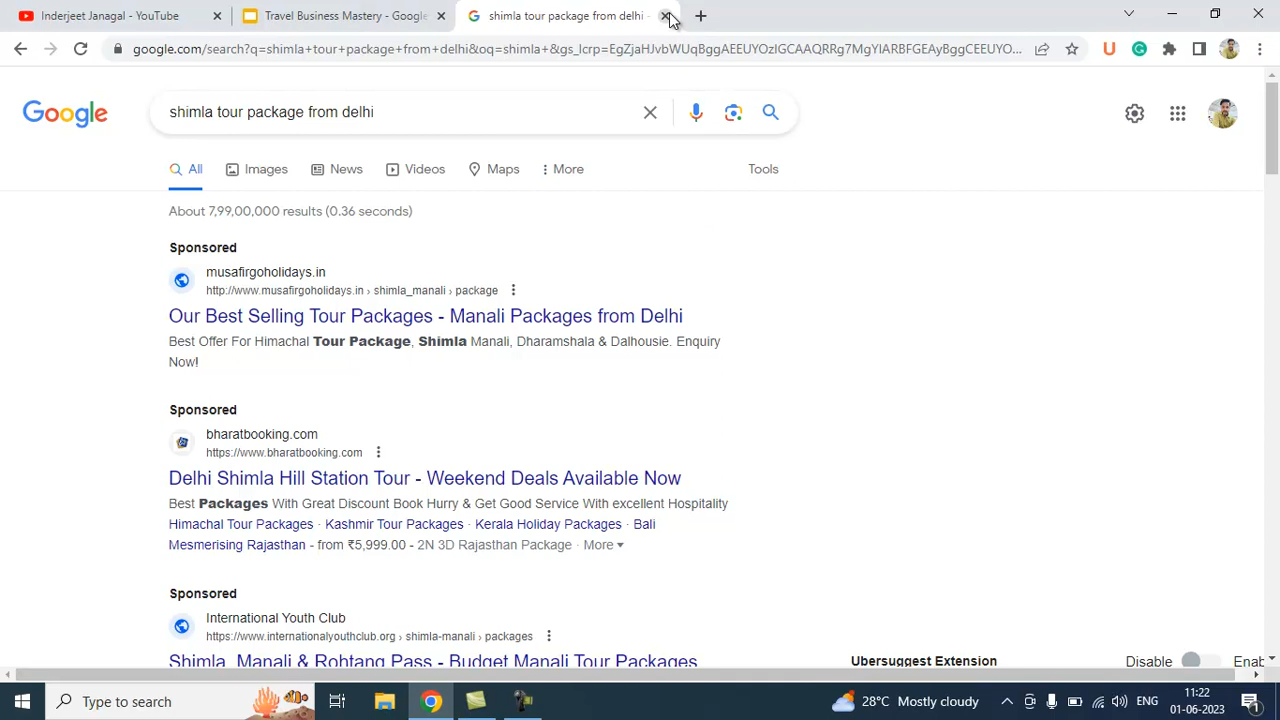 Inderjeet Janagal - YouTube
Travel Business Mastery - Google
shimla tour package from delhi -
google.com/search?q=shimla+tour+package+from+delhi&oq=shimla+&gs_lcrp=EgZjaHJvbWUqBggAEEUYOzIGCAAQRRg7MgYIARBFGEAyBggCEEUYO...
Google
shimla tour package from delhi
All
Images
News
Videos
Maps
More
Tools
About 7,99,00,000 results (0.36 seconds)
Sponsored
musafirgoholidays.in
http://www.musafirgoholidays.in › shimla_manali › package
Our Best Selling Tour Packages - Manali Packages from Delhi
Best Offer For Himachal Tour Package, Shimla Manali, Dharamshala & Dalhousie. Enquiry
Now!
Sponsored
bharatbooking.com
https://www.bharatbooking.com
Delhi Shimla Hill Station Tour - Weekend Deals Available Now
Best Packages With Great Discount Book Hurry & Get Good Service With excellent Hospitality
Himachal Tour Packages · Kashmir Tour Packages · Kerala Holiday Packages · Bali
Mesmerising Rajasthan - from ₹5,999.00 - 2N 3D Rajasthan Package · More
Sponsored
International Youth Club
https://www.internationalyouthclub.org › shimla-manali › packages
Shimla, Manali & Rohtang Pass - Budget Manali Tour Packages
Ubersuggest Extension
Disable
Enab
Type to search
28°C Mostly cloudy
ENG
11:22
01-06-2023
1